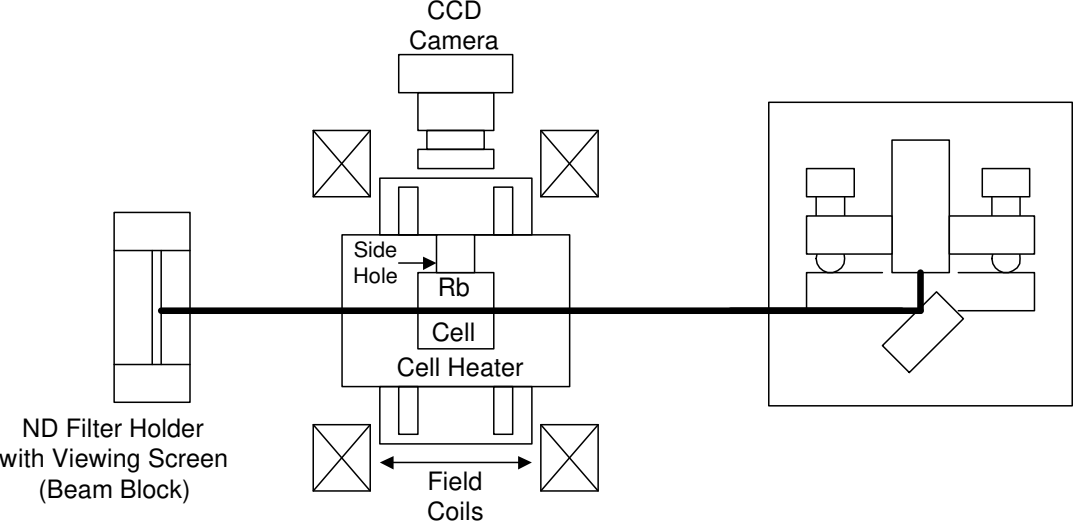 CCD
Camera
Side
Hole
Rb
Cell
Cell Heater
ND Filter Holder
with Viewing Screen
(Beam Block)
Field
Coils